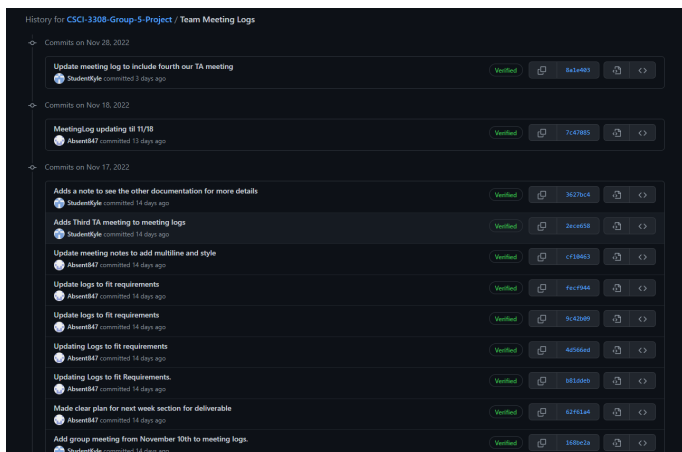 History for CSCI-3308-Group-5-Project / Team Meeting Logs
Commits on Nov 28, 2022
Update meeting log to include fourth our TA meeting
Verified 8a1e403
StudentKyle committed 3 days ago
Commits on Nov 18, 2022
MeetingLog updating til 11/18
Verified 7c47085
Absent847 committed 13 days ago
Commits on Nov 17, 2022
Adds a note to see the other documentation for more details
Verified 3627bc4
StudentKyle committed 14 days ago
Adds Third TA meeting to meeting logs
Verified 2ece658
StudentKyle committed 14 days ago
Update meeting notes to add multiline and style
Verified cf10463
Absent847 committed 14 days ago
Update logs to fit requirements
Verified fecf944
Absent847 committed 14 days ago
Update logs to fit requirements
Verified 9c42b09
Absent847 committed 14 days ago
Updating Logs to fit requirements
Verified 4d566ed
Absent847 committed 14 days ago
Updating Logs to fit Requirements.
Verified b81ddeb
Absent847 committed 14 days ago
Made clear plan for next week section for deliverable
Verified 62f61a4
Absent847 committed 14 days ago
Add group meeting from November 10th to meeting logs.
Verified 168be2a
StudentKyle committed 14 days ago